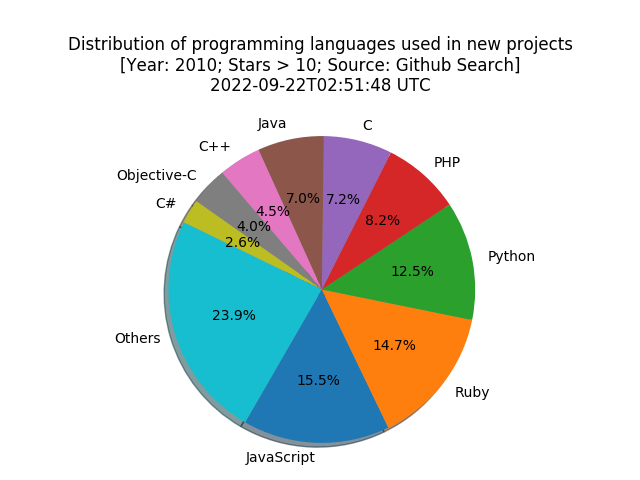 Distribution of programming languages used in new projects
[Year: 2010; Stars > 10; Source: Github Search]
2022-09-22T02:51:48 UTC
Java
C
C++
PHP
Objective-C
C#
7.0%
7.2%
4.5%
8.2%
4.0%
2.6%
Python
12.5%
23.9%
Others
14.7%
15.5%
Ruby
JavaScript